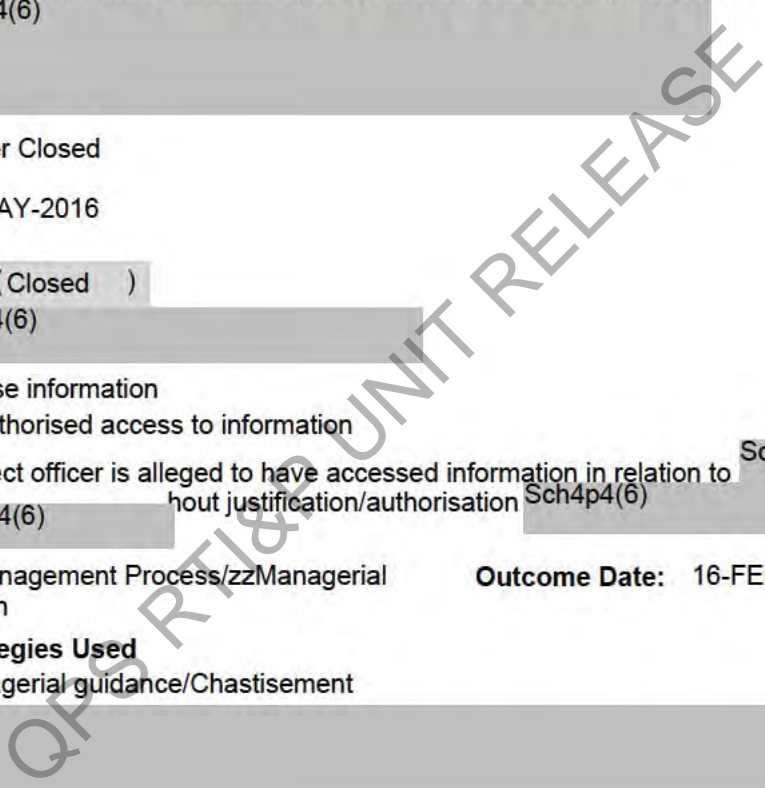 4(6)
r Closed
AY-2016
(Closed )
4(6)
se information
thorised access to information
ect officer is alleged to have accessed information in relation to Sc
4(6) hout justification/authorisation Sch4p4(6)
nagement Process/zzManagerial Outcome Date: 16-FE
n
egies Used
agerial guidance/Chastisement
QPS RTI&P UNIT RELEASE